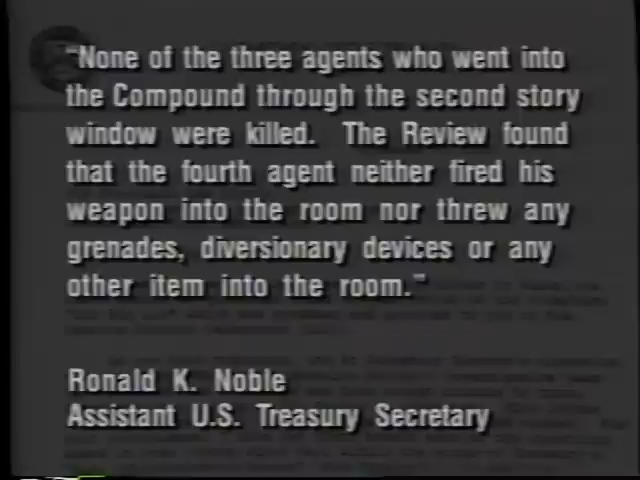 "None of the three agents who went into
the Compound through the second story
window were killed. The Review found
that the fourth agent neither fired his
weapon into the room nor threw any
grenades, diversionary devices or any
other item into the room."
Ronald K. Noble
Assistant U.S. Treasury Secretary